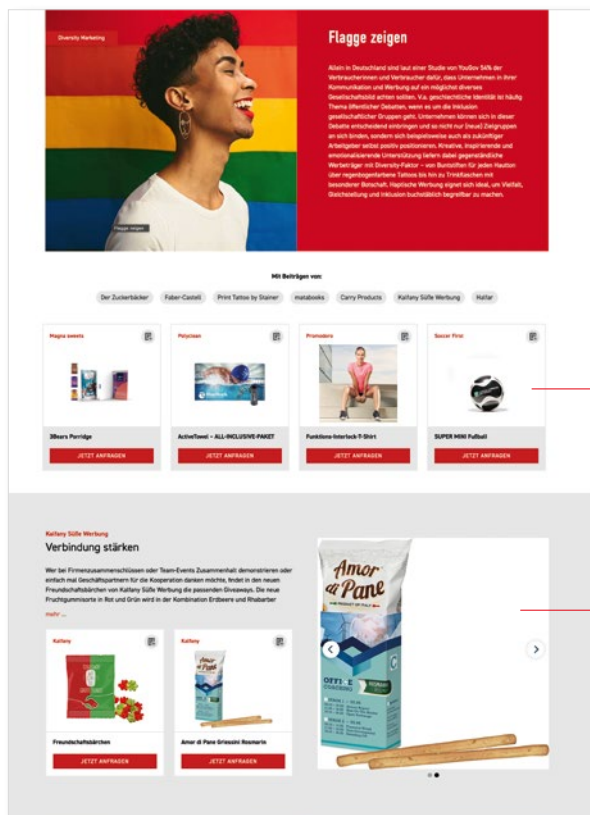 Diversity Marketing
Flagge zeigen
Flagge zeigen
Allein in Deutschland sind laut einer Studie von YouGov 54% der
Verbraucherinnen und Verbraucher dafür, dass Unternehmen in ihrer
Kommunikation und Werbung auf ein möglichst diverses
Gesellschaftsbild achten sollten. V.a. geschlechtliche Identität ist häufig
Thema öffentlicher Debatten, wenn es um die Inklusion
gesellschaftlicher Gruppen geht. Unternehmen können sich in dieser
Debatte entscheidend einbringen und so nicht nur (neue) Zielgruppen
an sich binden, sondern sich beispielsweise auch als zukünftiger
Arbeitgeber selbst positiv positionieren. Kreative, inspirierende und
emotionalisierende Unterstützung liefern dabei gegenständliche
Werbeträger mit Diversity-Faktor – von Buntstiften für jeden Hautton
über regenbogenfarbene Tattoos bis hin zu Trinkflaschen mit
besonderer Botschaft. Haptische Werbung eignet sich ideal, um Vielfalt,
Gleichstellung und Inklusion buchstäblich begreifbar zu machen.
Mit Beiträgen von:
Der Zuckerbäcker Faber-Castell Print Tattoo by Stainer matabooks Carry Products Kalfany Süße Werbung Halfar
Magna sweets Polyclean Promodoro Soccer First
3Bears Porridge ActiveTowel – ALL-INCLUSIVE-PAKET Funktions-Interlock-T-Shirt SUPER MINI Fußball
JETZT ANFRAGEN JETZT ANFRAGEN JETZT ANFRAGEN JETZT ANFRAGEN
Kalfany Süße Werbung
Verbindung stärken
Wer bei Firmenzusammenschlüssen oder Team-Events Zusammenhalt demonstrieren oder
einfach mal Geschäftspartnern für die Kooperation danken möchte, findet in den neuen
Freundschaftsbärchen von Kalfany Süße Werbung die passenden Giveaways. Die neue
Fruchtgummisorte in Rot und Grün wird in der Kombination Erdbeere und Rhabarber
mehr ...
Kalfany Kalfany
Amor
di Pane
Freundschaftsbärchen Amor di Pane Grissini Rosmarin
JETZT ANFRAGEN JETZT ANFRAGEN
Amor
di Pane
PRODUCT OF ITALY
OFFICE
COACHING